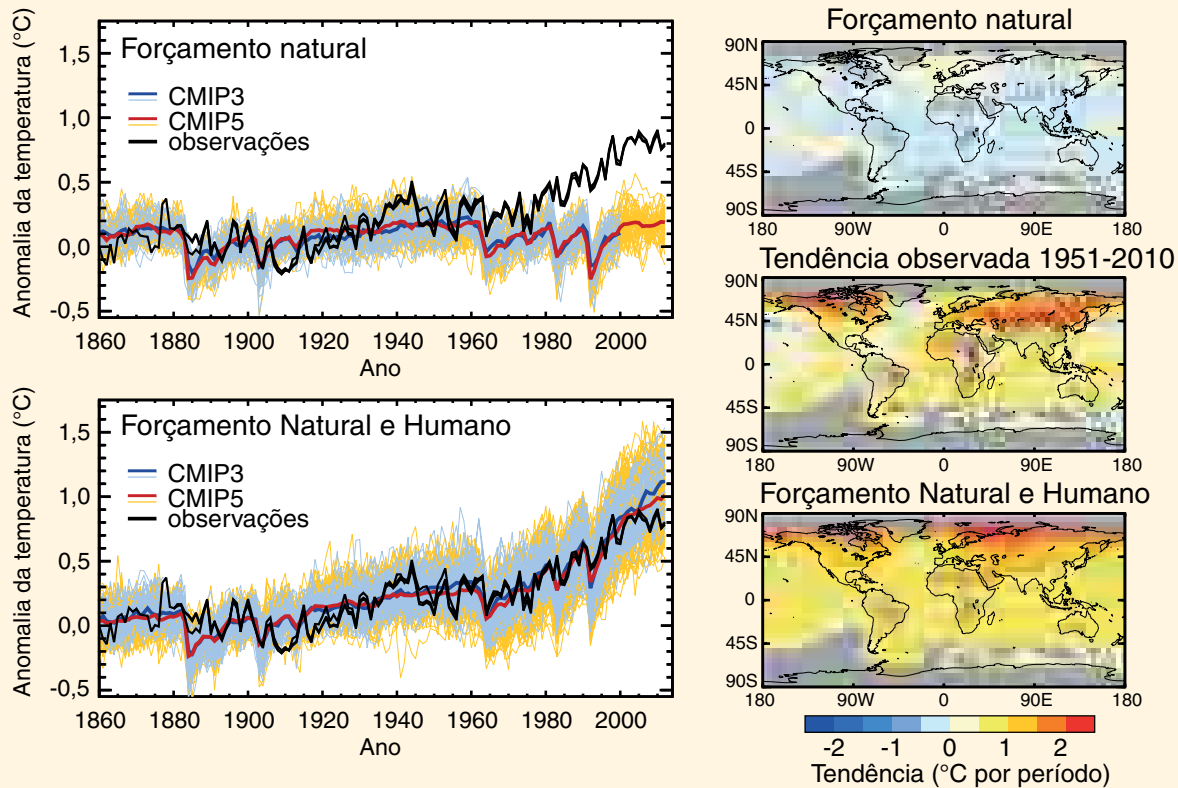 Forçamento natural
Anomalia da temperatura (°C)
1,5
1,0
0,5
0,0
-0,5
CMIP3
CMIP5
observações
1860 1880 1900 1920 1940 1960 1980 2000
Ano
Forçamento Natural e Humano
Anomalia da temperatura (°C)
1,5
1,0
0,5
0,0
-0,5
CMIP3
CMIP5
observações
1860 1880 1900 1920 1940 1960 1980 2000
Ano
Forçamento natural
90N
45N
0
45S
90S
180 90W 0 90E 180
Tendência observada 1951-2010
90N
45N
0
45S
90S
180 90W 0 90E 180
Forçamento Natural e Humano
90N
45N
0
45S
90S
180 90W 0 90E 180
-2 -1 0 1 2
Tendência (°C por período)